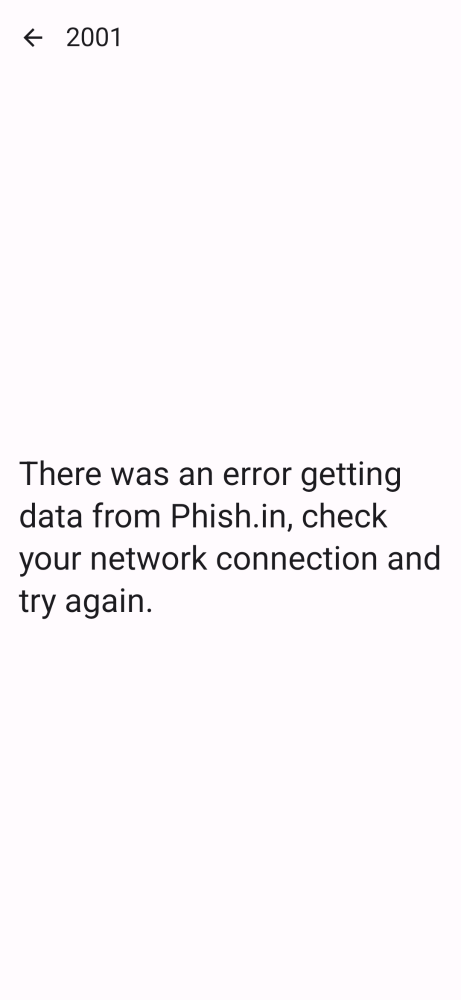 2001
There was an error getting
data from Phish.in, check
your network connection and
try again.